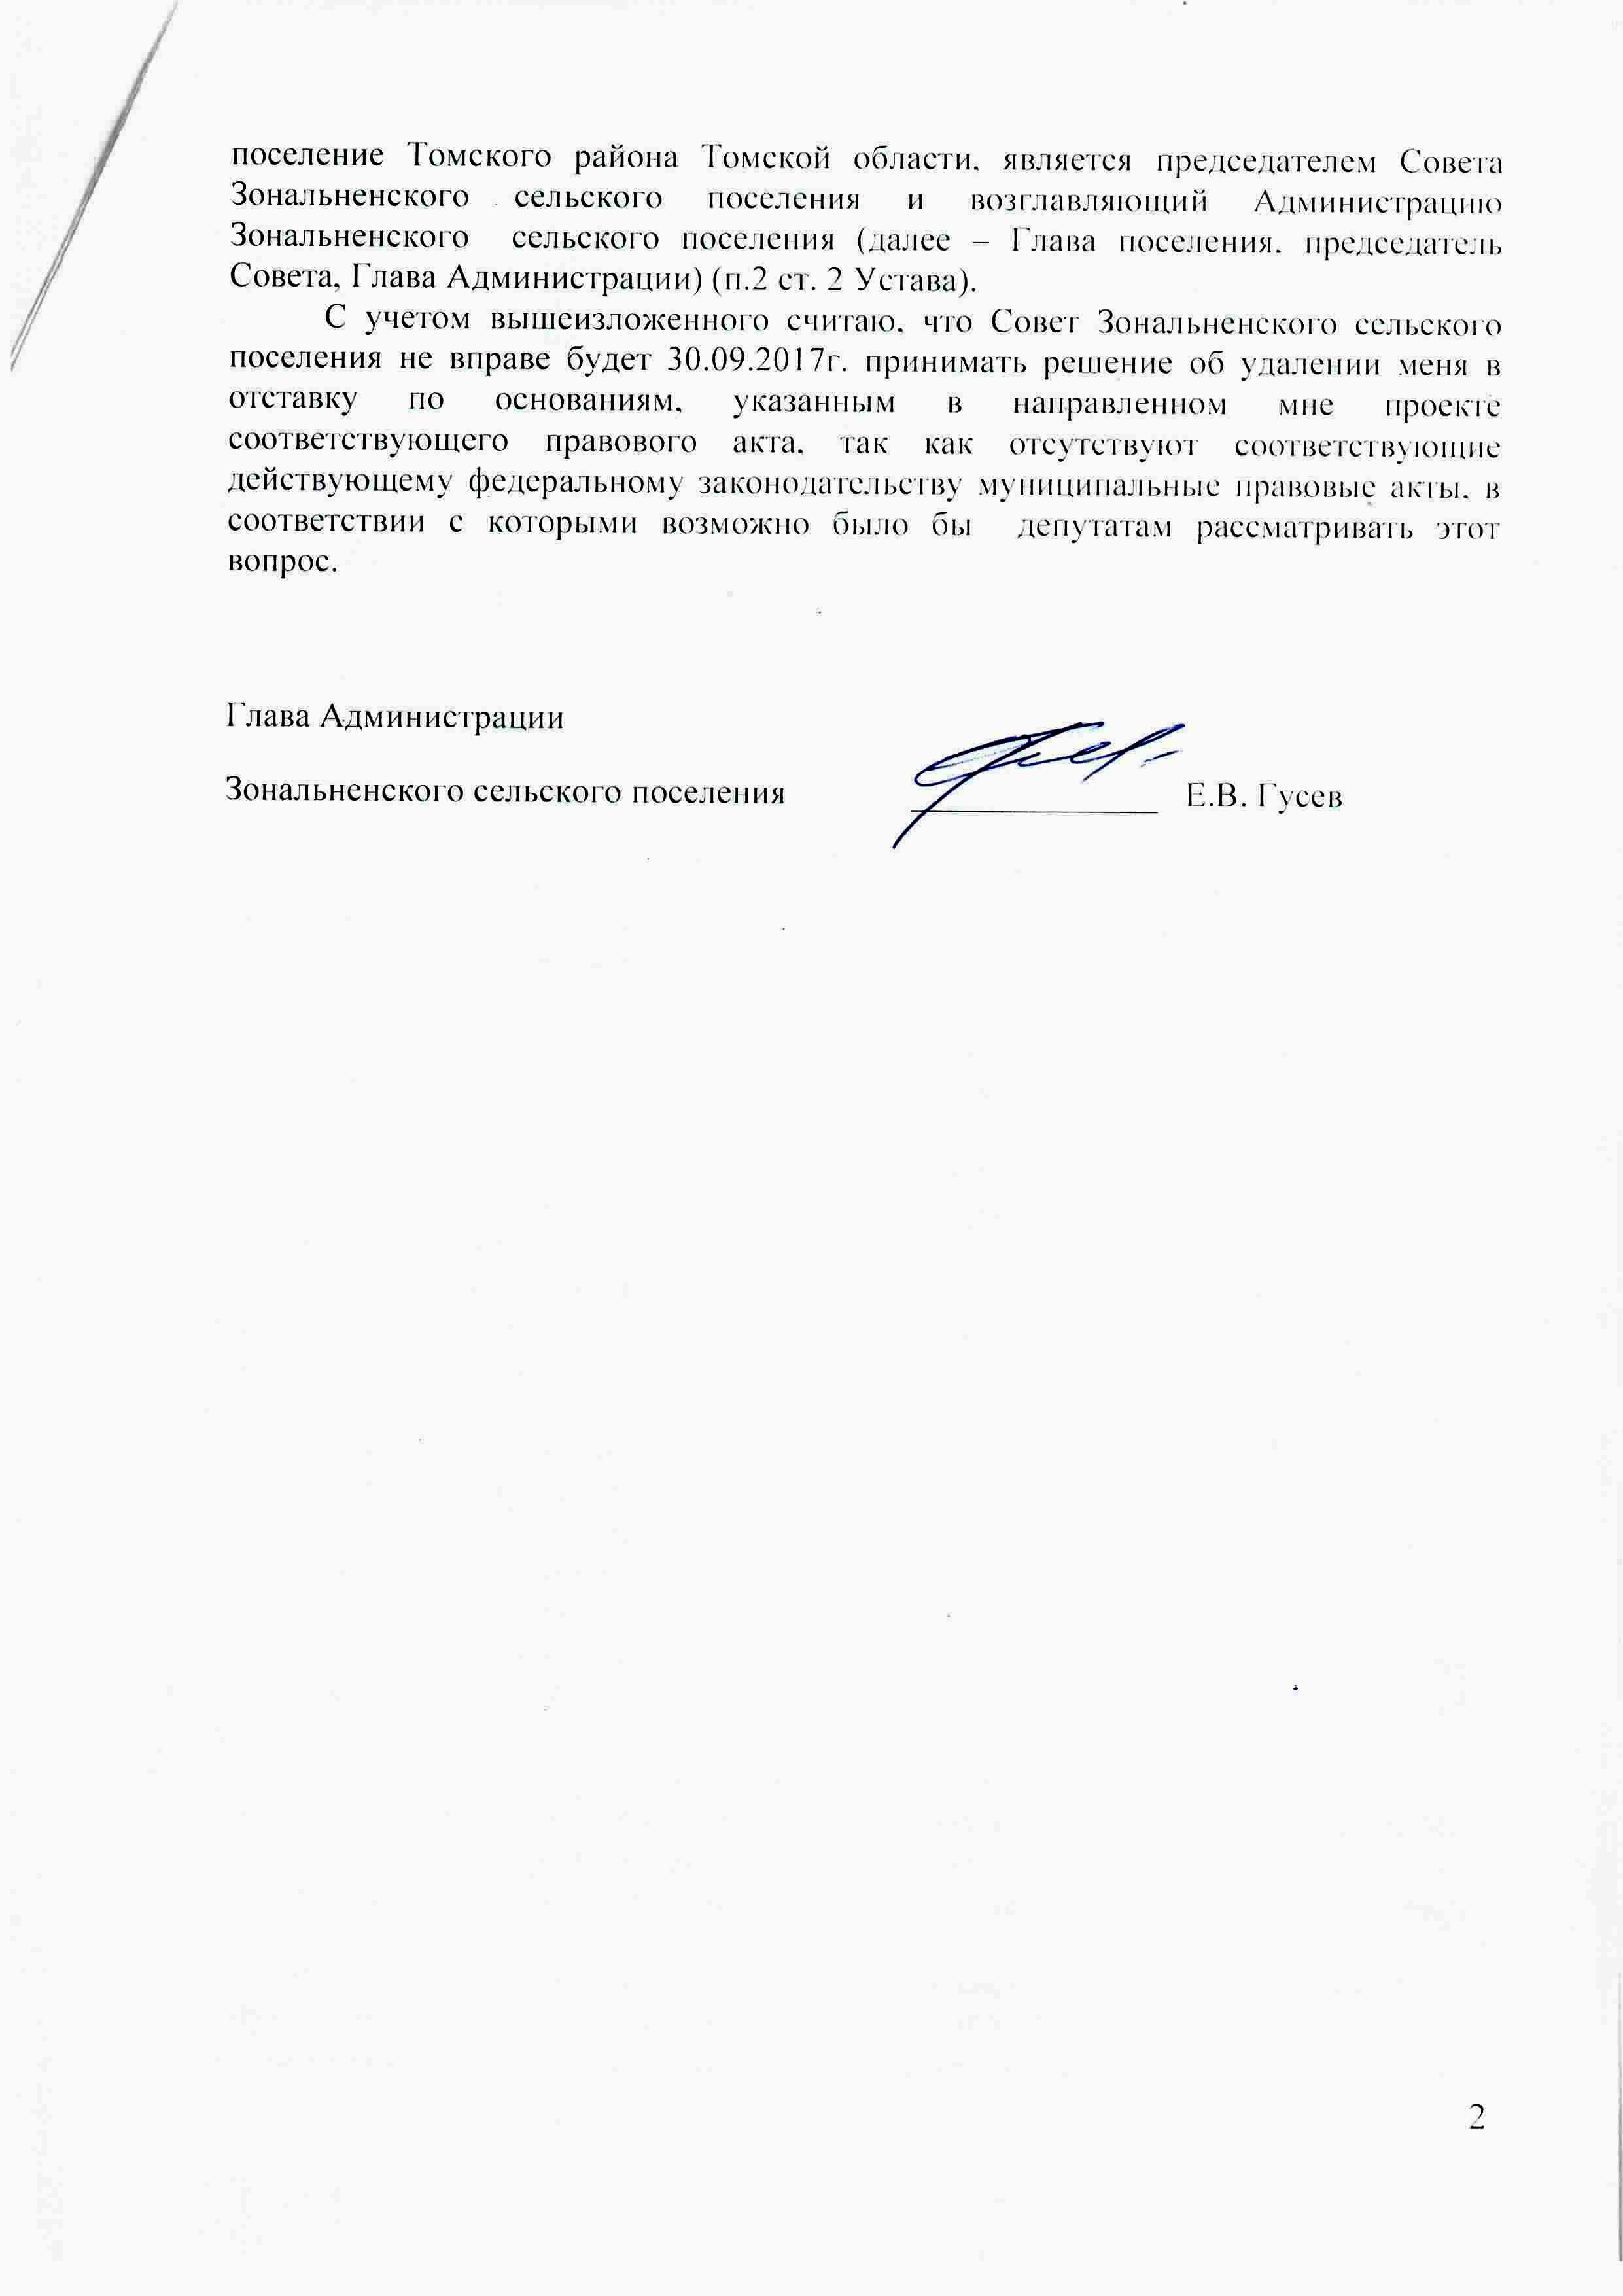 поселение Томского района Томской области, является председателем Совета
Зональненского сельского поселения и возглавляющий Администрацию
Зональненского сельского поселения (далее – Глава поселения, председатель
Совета, Глава Администрации) (п.2 ст. 2 Устава).
С учетом вышеизложенного считаю, что Совет Зональненского сельского
поселения не вправе будет 30.09.2017г. принимать решение об удалении меня в
отставку по основаниям, указанным в направленном мне проекте
соответствующего правового акта, так как отсутствуют соответствующие
действующему федеральному законодательству муниципальные правовые акты, в
соответствии с которыми возможно было бы депутатам рассматривать этот
вопрос.
Глава Администрации
Зональненского сельского поселения Е.В. Гусев
2